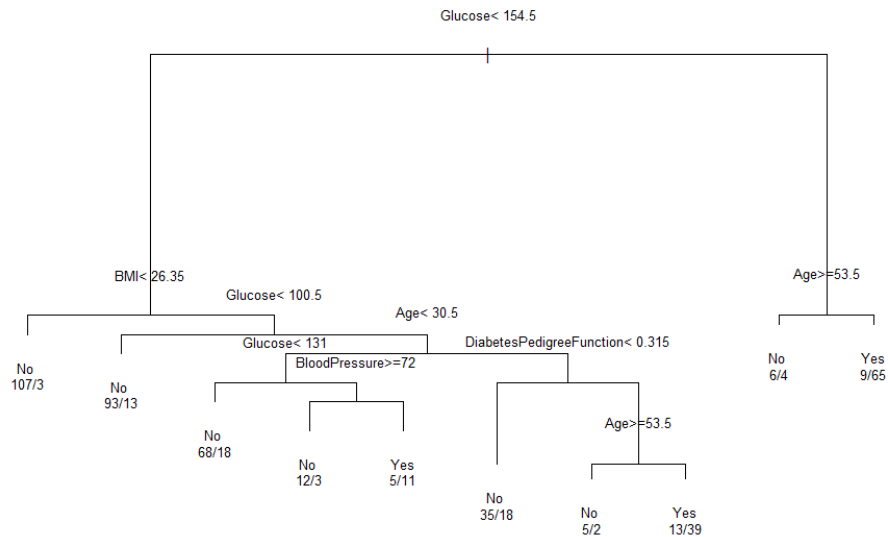 Glucose< 154.5
BMI< 26.35
Age>=53.5
Glucose< 100.5
Age< 30.5
Glucose< 131
DiabetesPedigreeFunction< 0.315
BloodPressure>=72
No
107/3
No
93/13
No
6/4
Yes
9/65
No
68/18
Age>=53.5
No
12/3
Yes
5/11
No
35/18
No
5/2
Yes
13/39